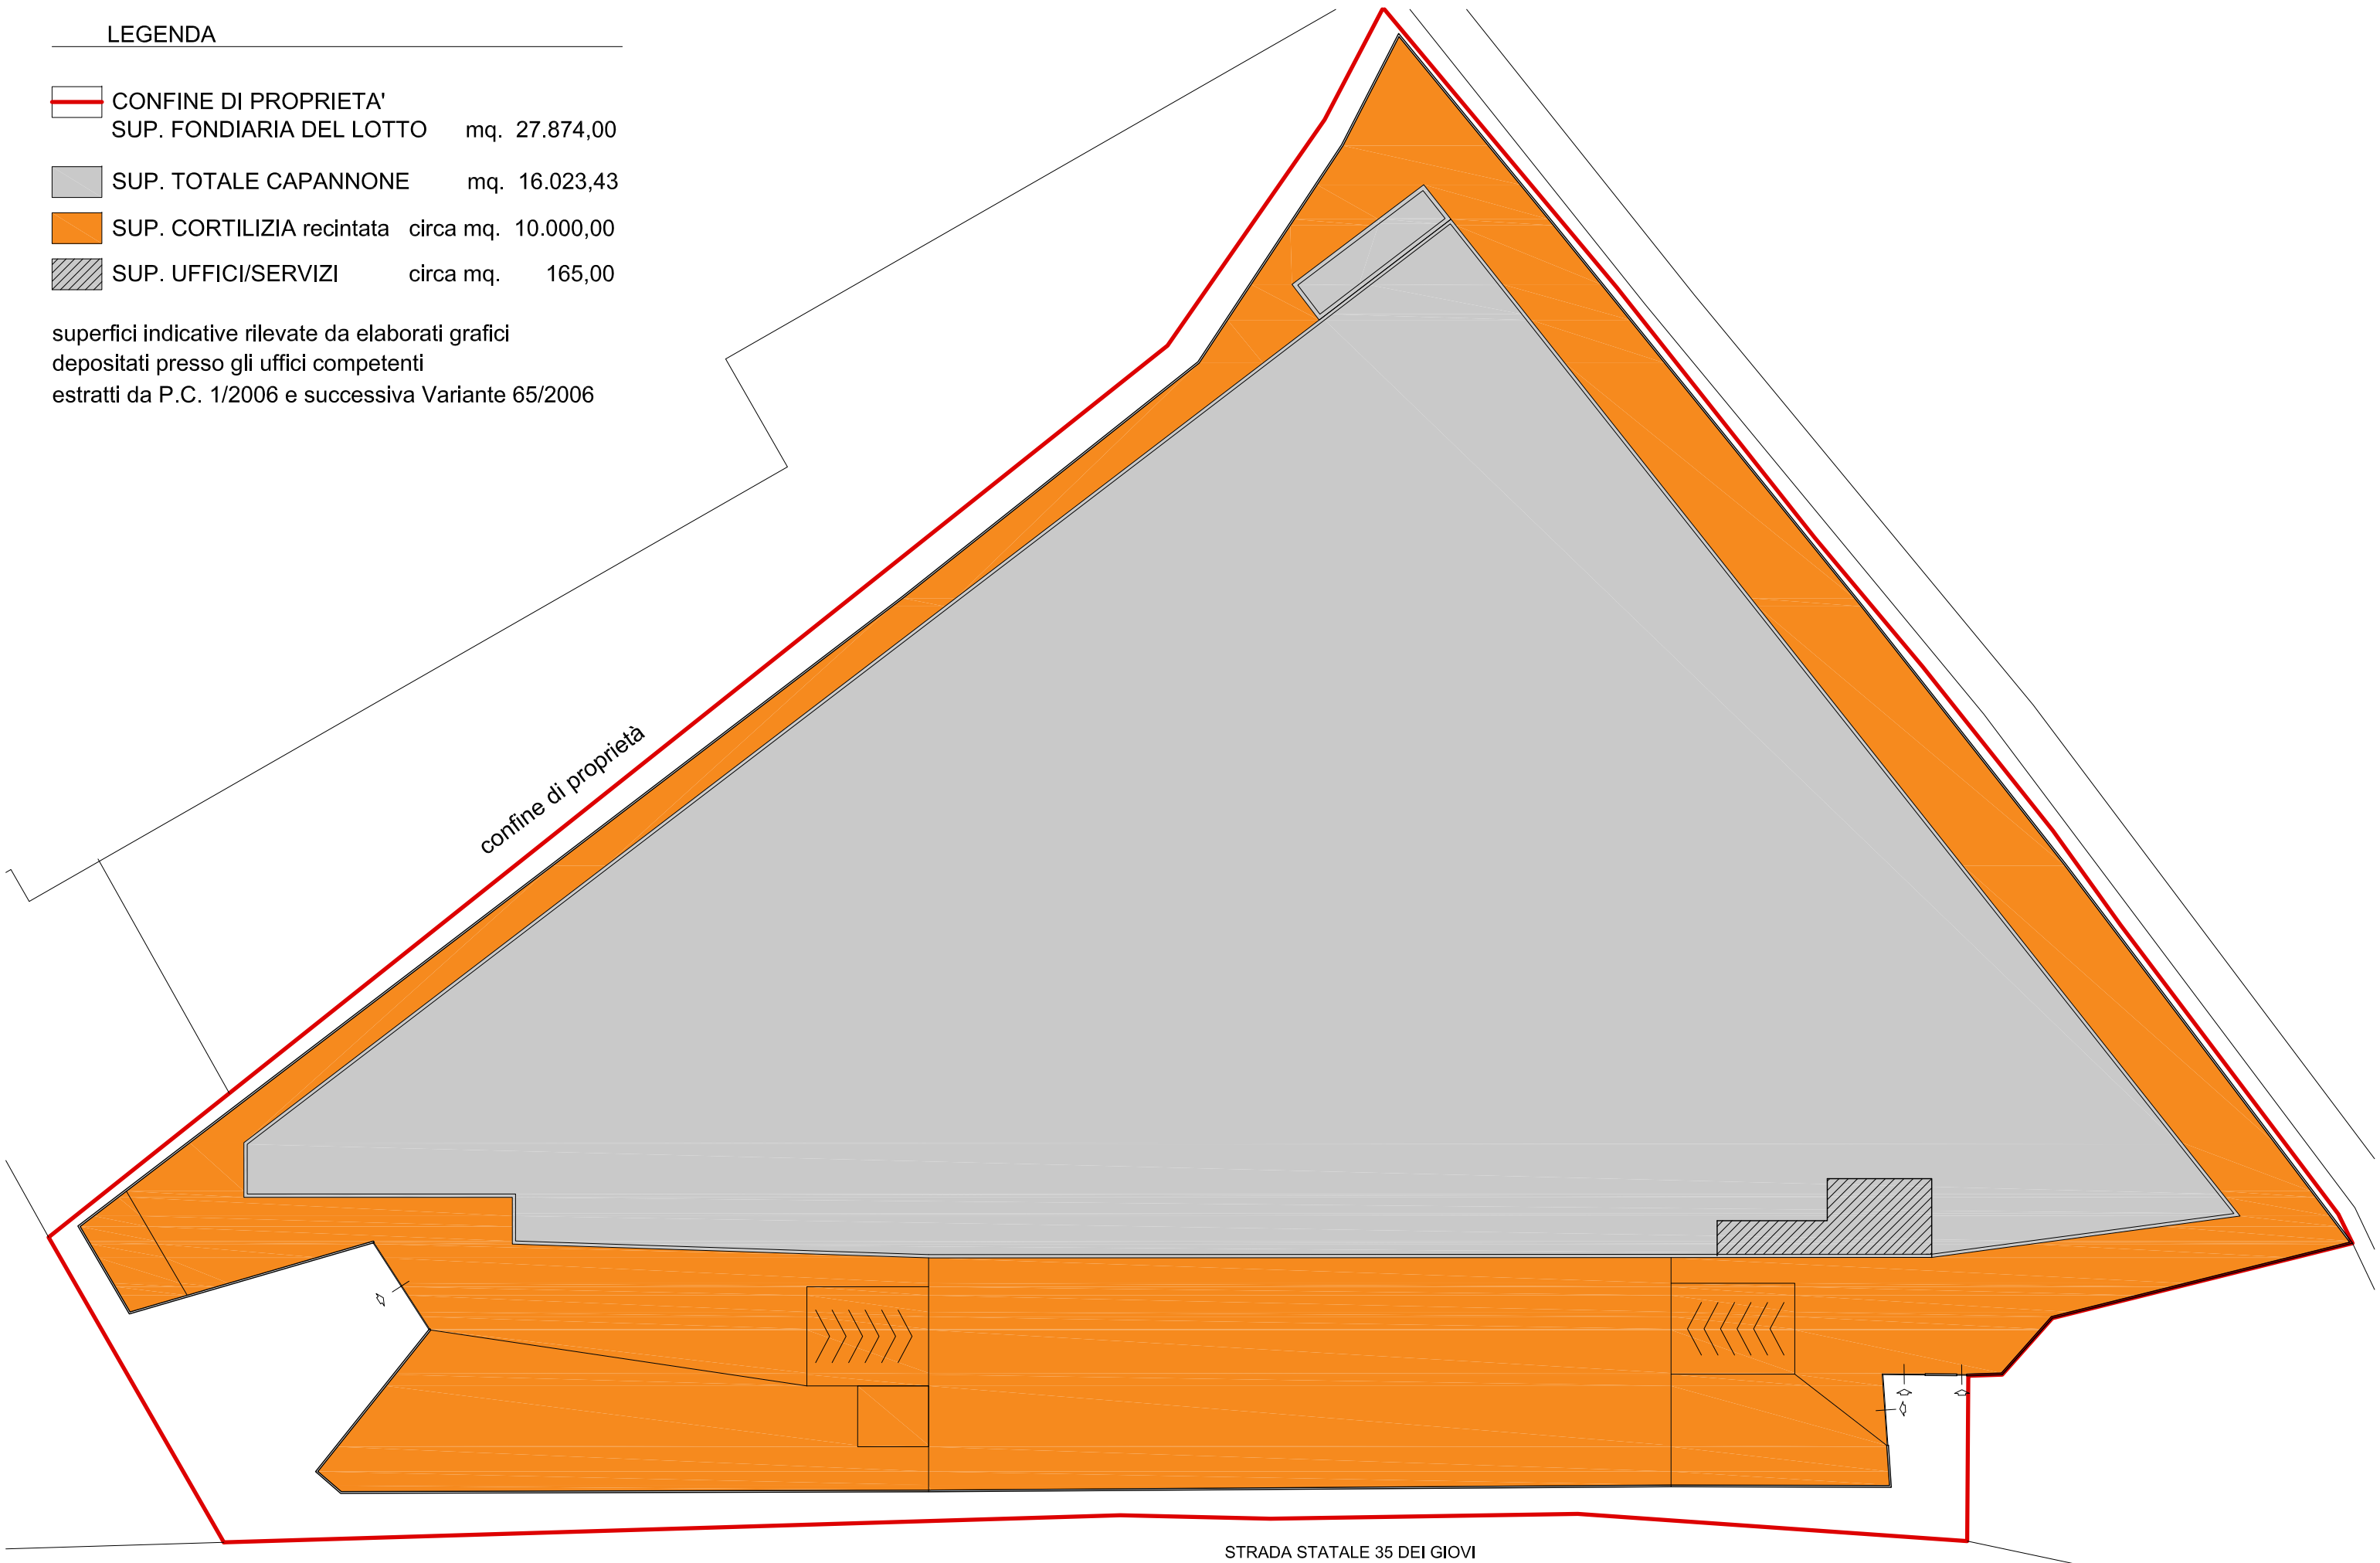 LEGENDA
CONFINE DI PROPRIETA'
SUP. FONDIARIA DEL LOTTO mq. 27.874,00
SUP. TOTALE CAPANNONE mq. 16.023,43
SUP. CORTILIZIA recintata circa mq. 10.000,00
SUP. UFFICI/SERVIZI circa mq. 165,00
superfici indicative rilevate da elaborati grafici
depositati presso gli uffici competenti
estratti da P.C. 1/2006 e successiva Variante 65/2006
confine di proprietà
STRADA STATALE 35 DEI GIOVI